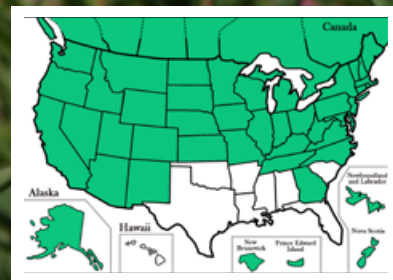 Canada
Alaska
Hawaii
New
Brunswick
Prince Edward
Island
Newfoundland
and Labrador
Nova Scotia